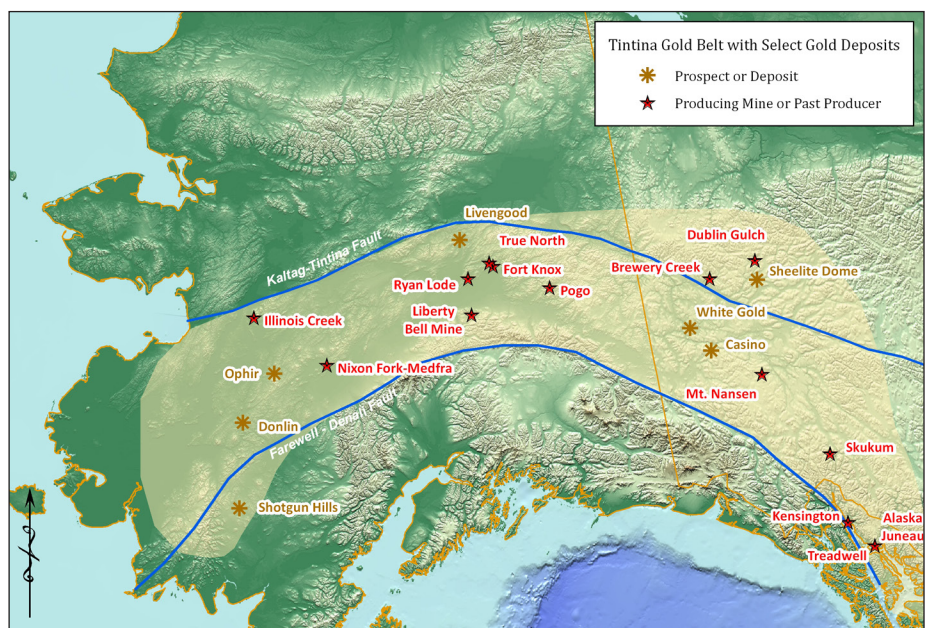 Tintina Gold Belt with Select Gold Deposits
Prospect or Deposit
Producing Mine or Past Producer
Livengood
True North
Dublin Gulch
Kaltag-Tintina Fault
Fort Knox
Brewery Creek
Sheelite Dome
Ryan Lode
Pogo
Illinois Creek
Liberty
Bell Mine
White Gold
Casino
Ophir
Nixon Fork-Medfra
Mt. Nansen
Donlin
Farewell - Denali Fault
Skukum
Shotgun Hills
Kensington
Alaska
Juneau
Treadwell